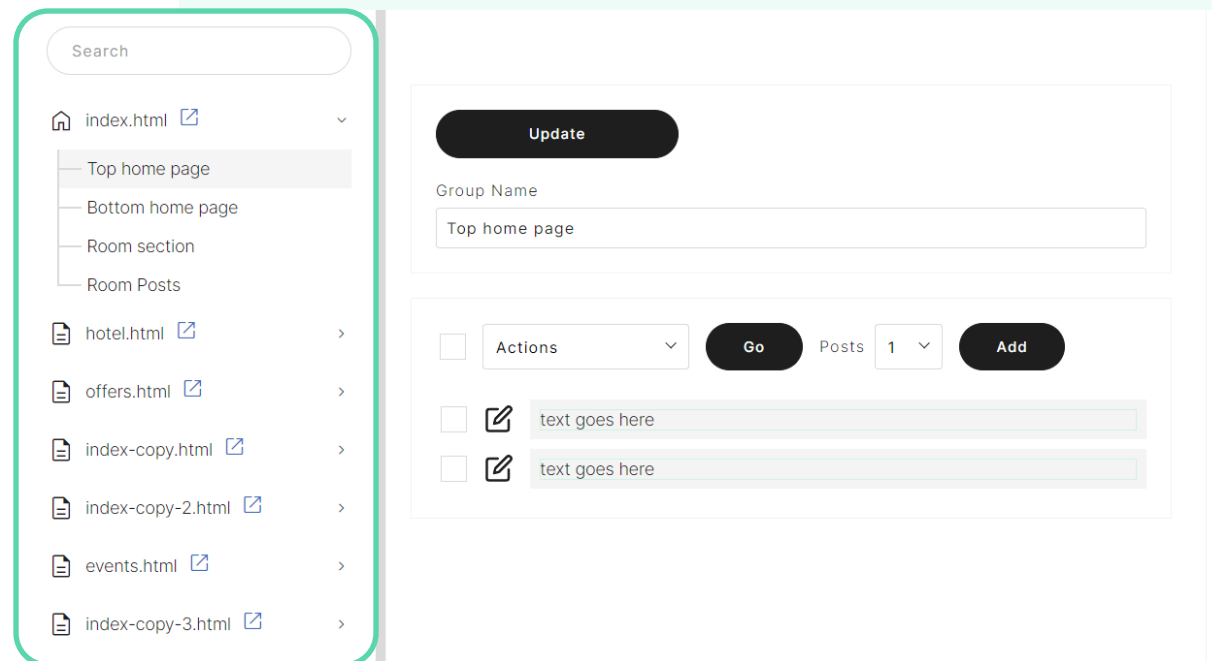 Search
index.html
Top home page
Bottom home page
Room section
Room Posts
hotel.html
offers.html
index-copy.html
index-copy-2.html
events.html
index-copy-3.html
Update
Group Name
Top home page
Actions Go Posts 1 Add
text goes here
text goes here